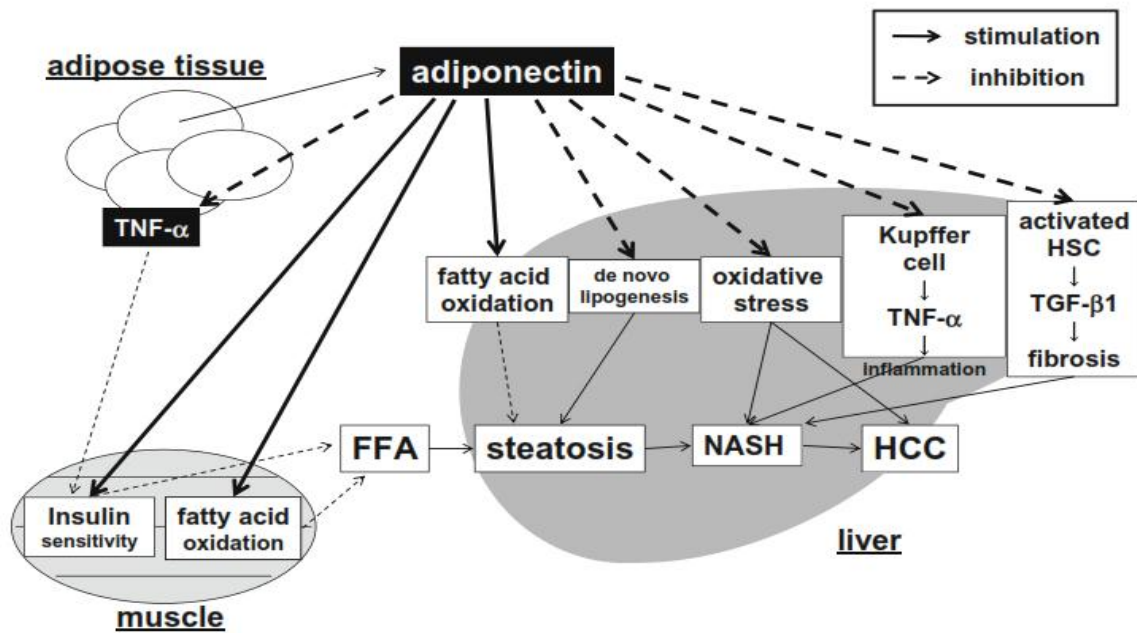 stimulation
inhibition
adipose tissue
adiponectin
TNF-α
fatty acid
oxidation
de novo
lipogenesis
oxidative
stress
Kupffer
cell
↓
TNF-α
↓
inflammation
activated
HSC
↓
TGF-β1
↓
fibrosis
FFA
steatosis
NASH
HCC
Insulin
sensitivity
fatty acid
oxidation
liver
muscle